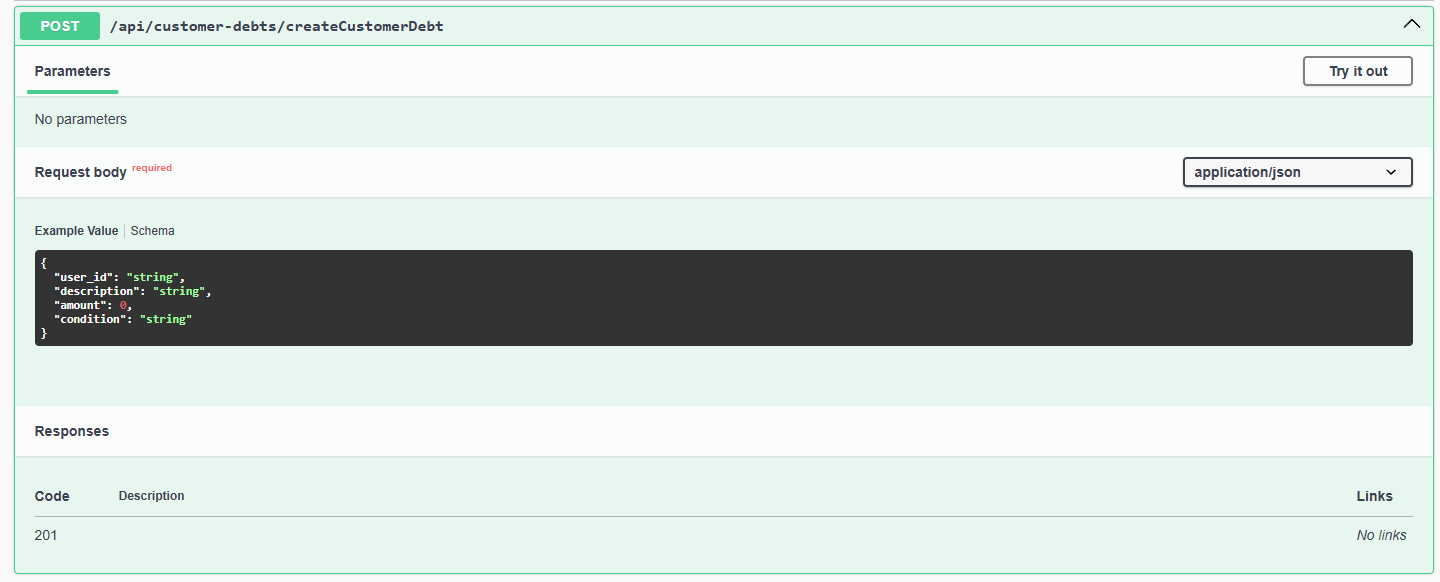 POST /api/customer-debts/createCustomerDebt
Parameters
Try it out
No parameters
Request body required
application/json
Example Value Schema
{
  "user_id": "string",
  "description": "string",
  "amount": 0,
  "condition": "string"
}
Responses
Code Description Links
201 No links